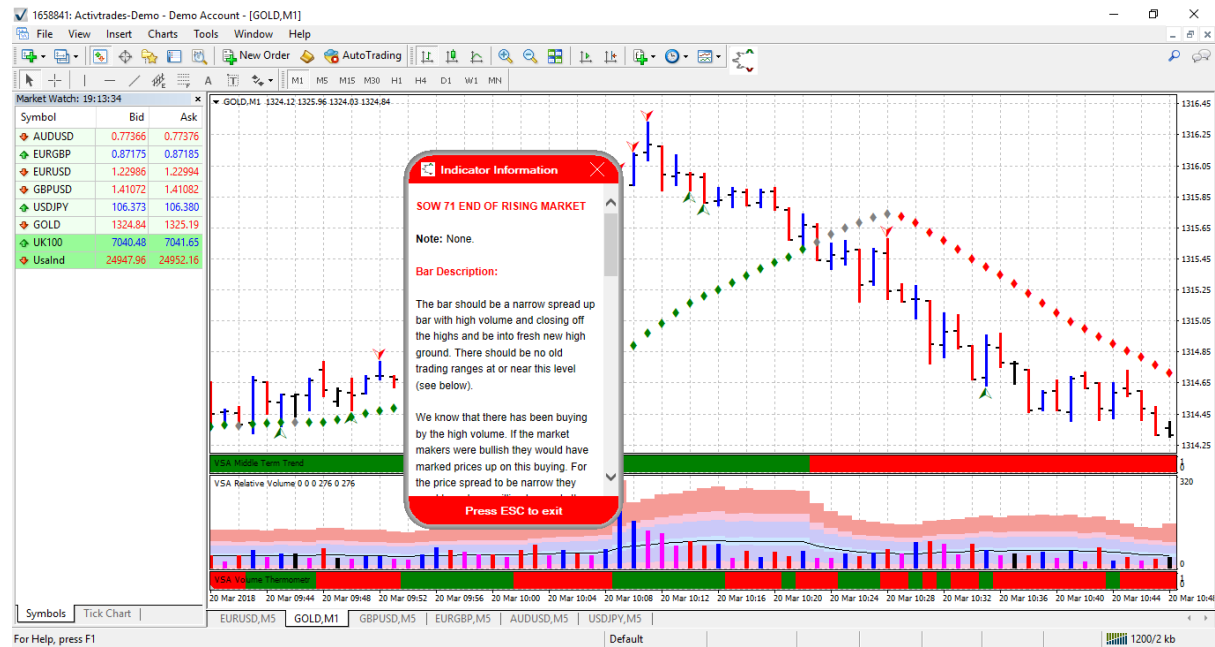 1658841: Activtrades-Demo - Demo Account - [GOLD,M1]
File View Insert Charts Tools Window Help
New Order AutoTrading
A T M1 M5 M15 M30 H1 H4 D1 W1 MN
Market Watch: 19:13:34
Symbol Bid Ask
AUDUSD 0.77366 0.77376
EURGBP 0.87175 0.87185
EURUSD 1.22986 1.22994
GBPUSD 1.41072 1.41082
USDJPY 106.373 106.380
GOLD 1324.84 1325.19
UK100 7040.48 7041.65
UsaInd 24947.96 24952.16
Symbols Tick Chart
GOLD,M1 1324.12 1325.96 1324.03 1324.84
1316.45
1316.25
1316.05
1315.85
1315.65
1315.45
1315.25
1315.05
1314.85
1314.65
1314.45
1314.25
Indicator Information
SOW 71 END OF RISING MARKET
Note: None.
Bar Description:
The bar should be a narrow spread up
bar with high volume and closing off
the highs and be into fresh new high
ground. There should be no old
trading ranges at or near this level
(see below).
We know that there has been buying
by the high volume. If the market
makers were bullish they would have
marked prices up on this buying. For
the price spread to be narrow they
Press ESC to exit
VSA Middle Term Trend
1
0
VSA Relative Volume 0 0 0 276 0 276
320
0
VSA Volume Thermometr
1
0
20 Mar 2018 20 Mar 09:44 20 Mar 09:48 20 Mar 09:52 20 Mar 09:56 20 Mar 10:00 20 Mar 10:04 20 Mar 10:08 20 Mar 10:12 20 Mar 10:16 20 Mar 10:20 20 Mar 10:24 20 Mar 10:28 20 Mar 10:32 20 Mar 10:36 20 Mar 10:40 20 Mar 10:44 20 Mar 10:48
EURUSD,M5 GOLD,M1 GBPUSD,M5 EURGBP,M5 AUDUSD,M5 USDJPY,M5
For Help, press F1 Default 1200/2 kb